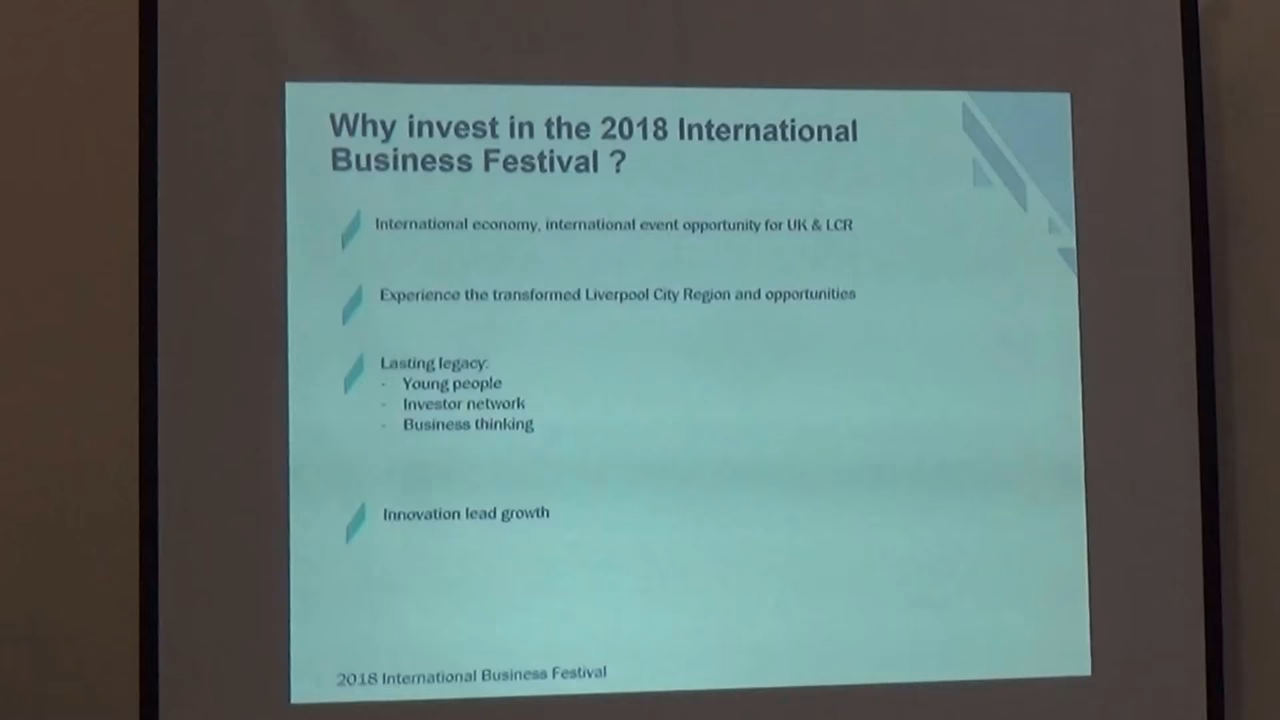 Why invest in the 2018 International
Business Festival ?
International economy, international event opportunity for UK & LCR
Experience the transformed Liverpool City Region and opportunities
Lasting legacy:
- Young people
- Investor network
- Business thinking
Innovation lead growth
2018 International Business Festival